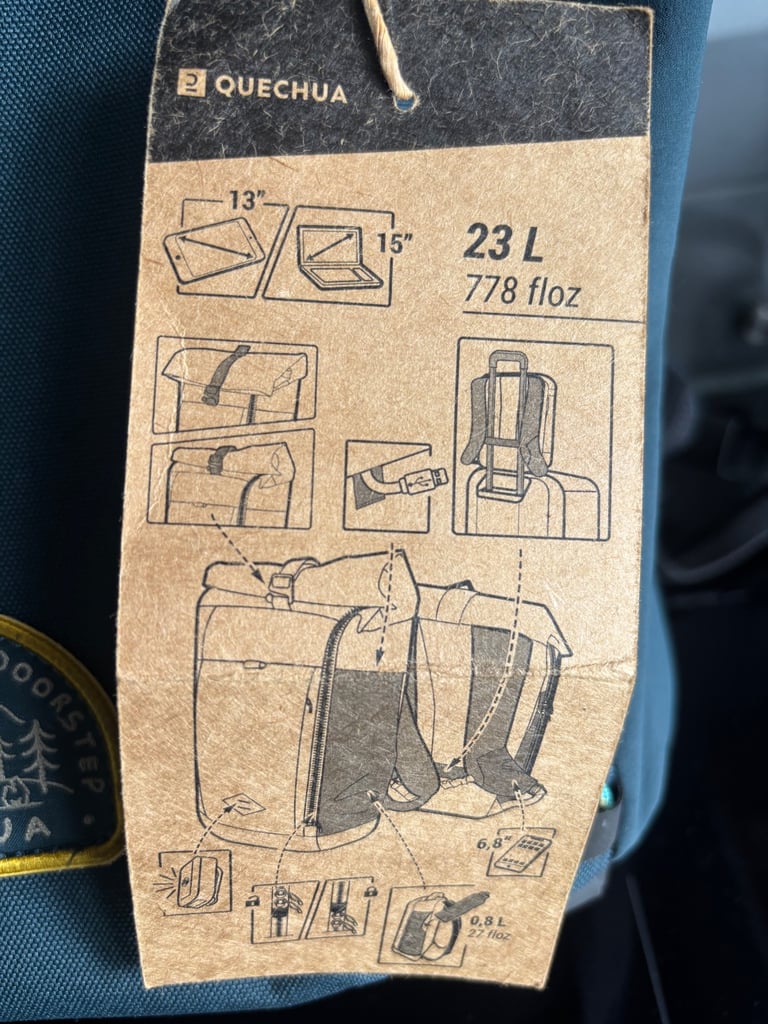 QUECHUA
13”
15”
23 L
778 floz
6,8"
0,8 L
27 floz
DOORSTEP
UA